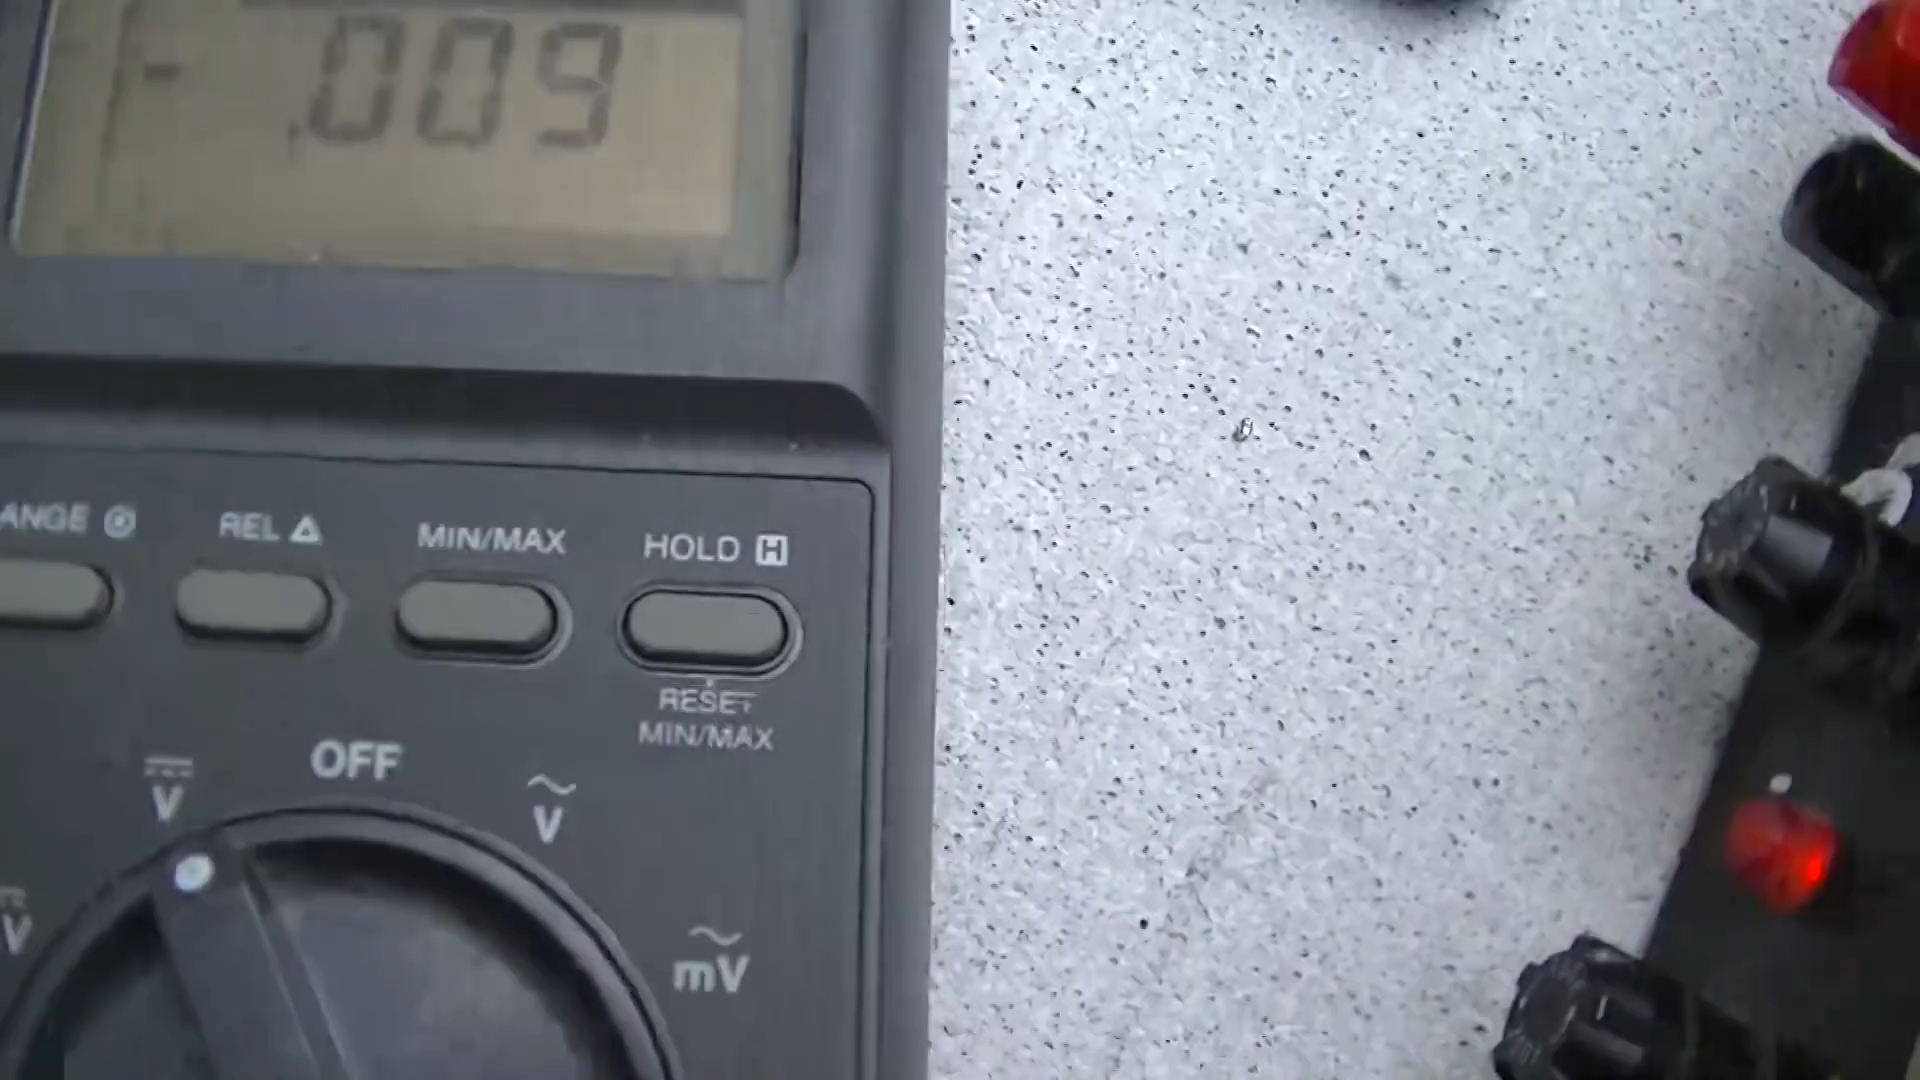 - .009
ANGE
REL △
MIN/MAX
HOLD H
RESET
MIN/MAX
OFF
V
V
V
mV